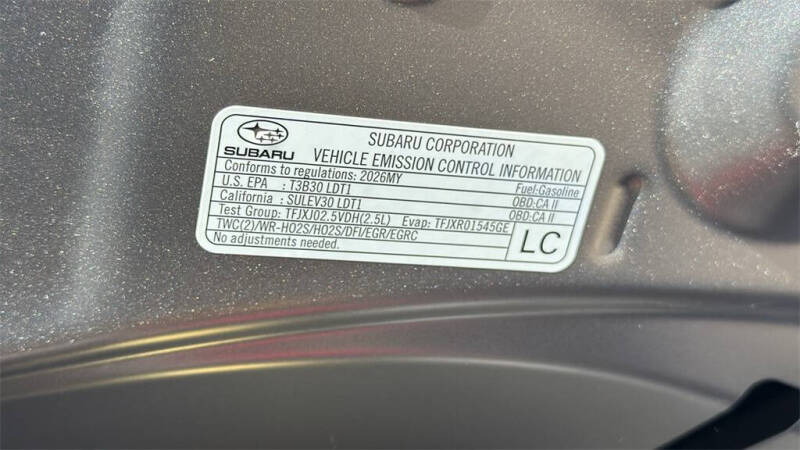 SUBARU
SUBARU CORPORATION
VEHICLE EMISSION CONTROL INFORMATION
Conforms to regulations: 2026MY Fuel:Gasoline
U.S. EPA : T3B30 LDT1 OBD:CA II
California : SULEV30 LDT1 OBD:CA II
Test Group: TFJXJ02.5VDH(2.5L) Evap: TFJXR01545GE
TWC(2)/WR-HO2S/HO2S/DFI/EGR/EGRC
No adjustments needed.
LC